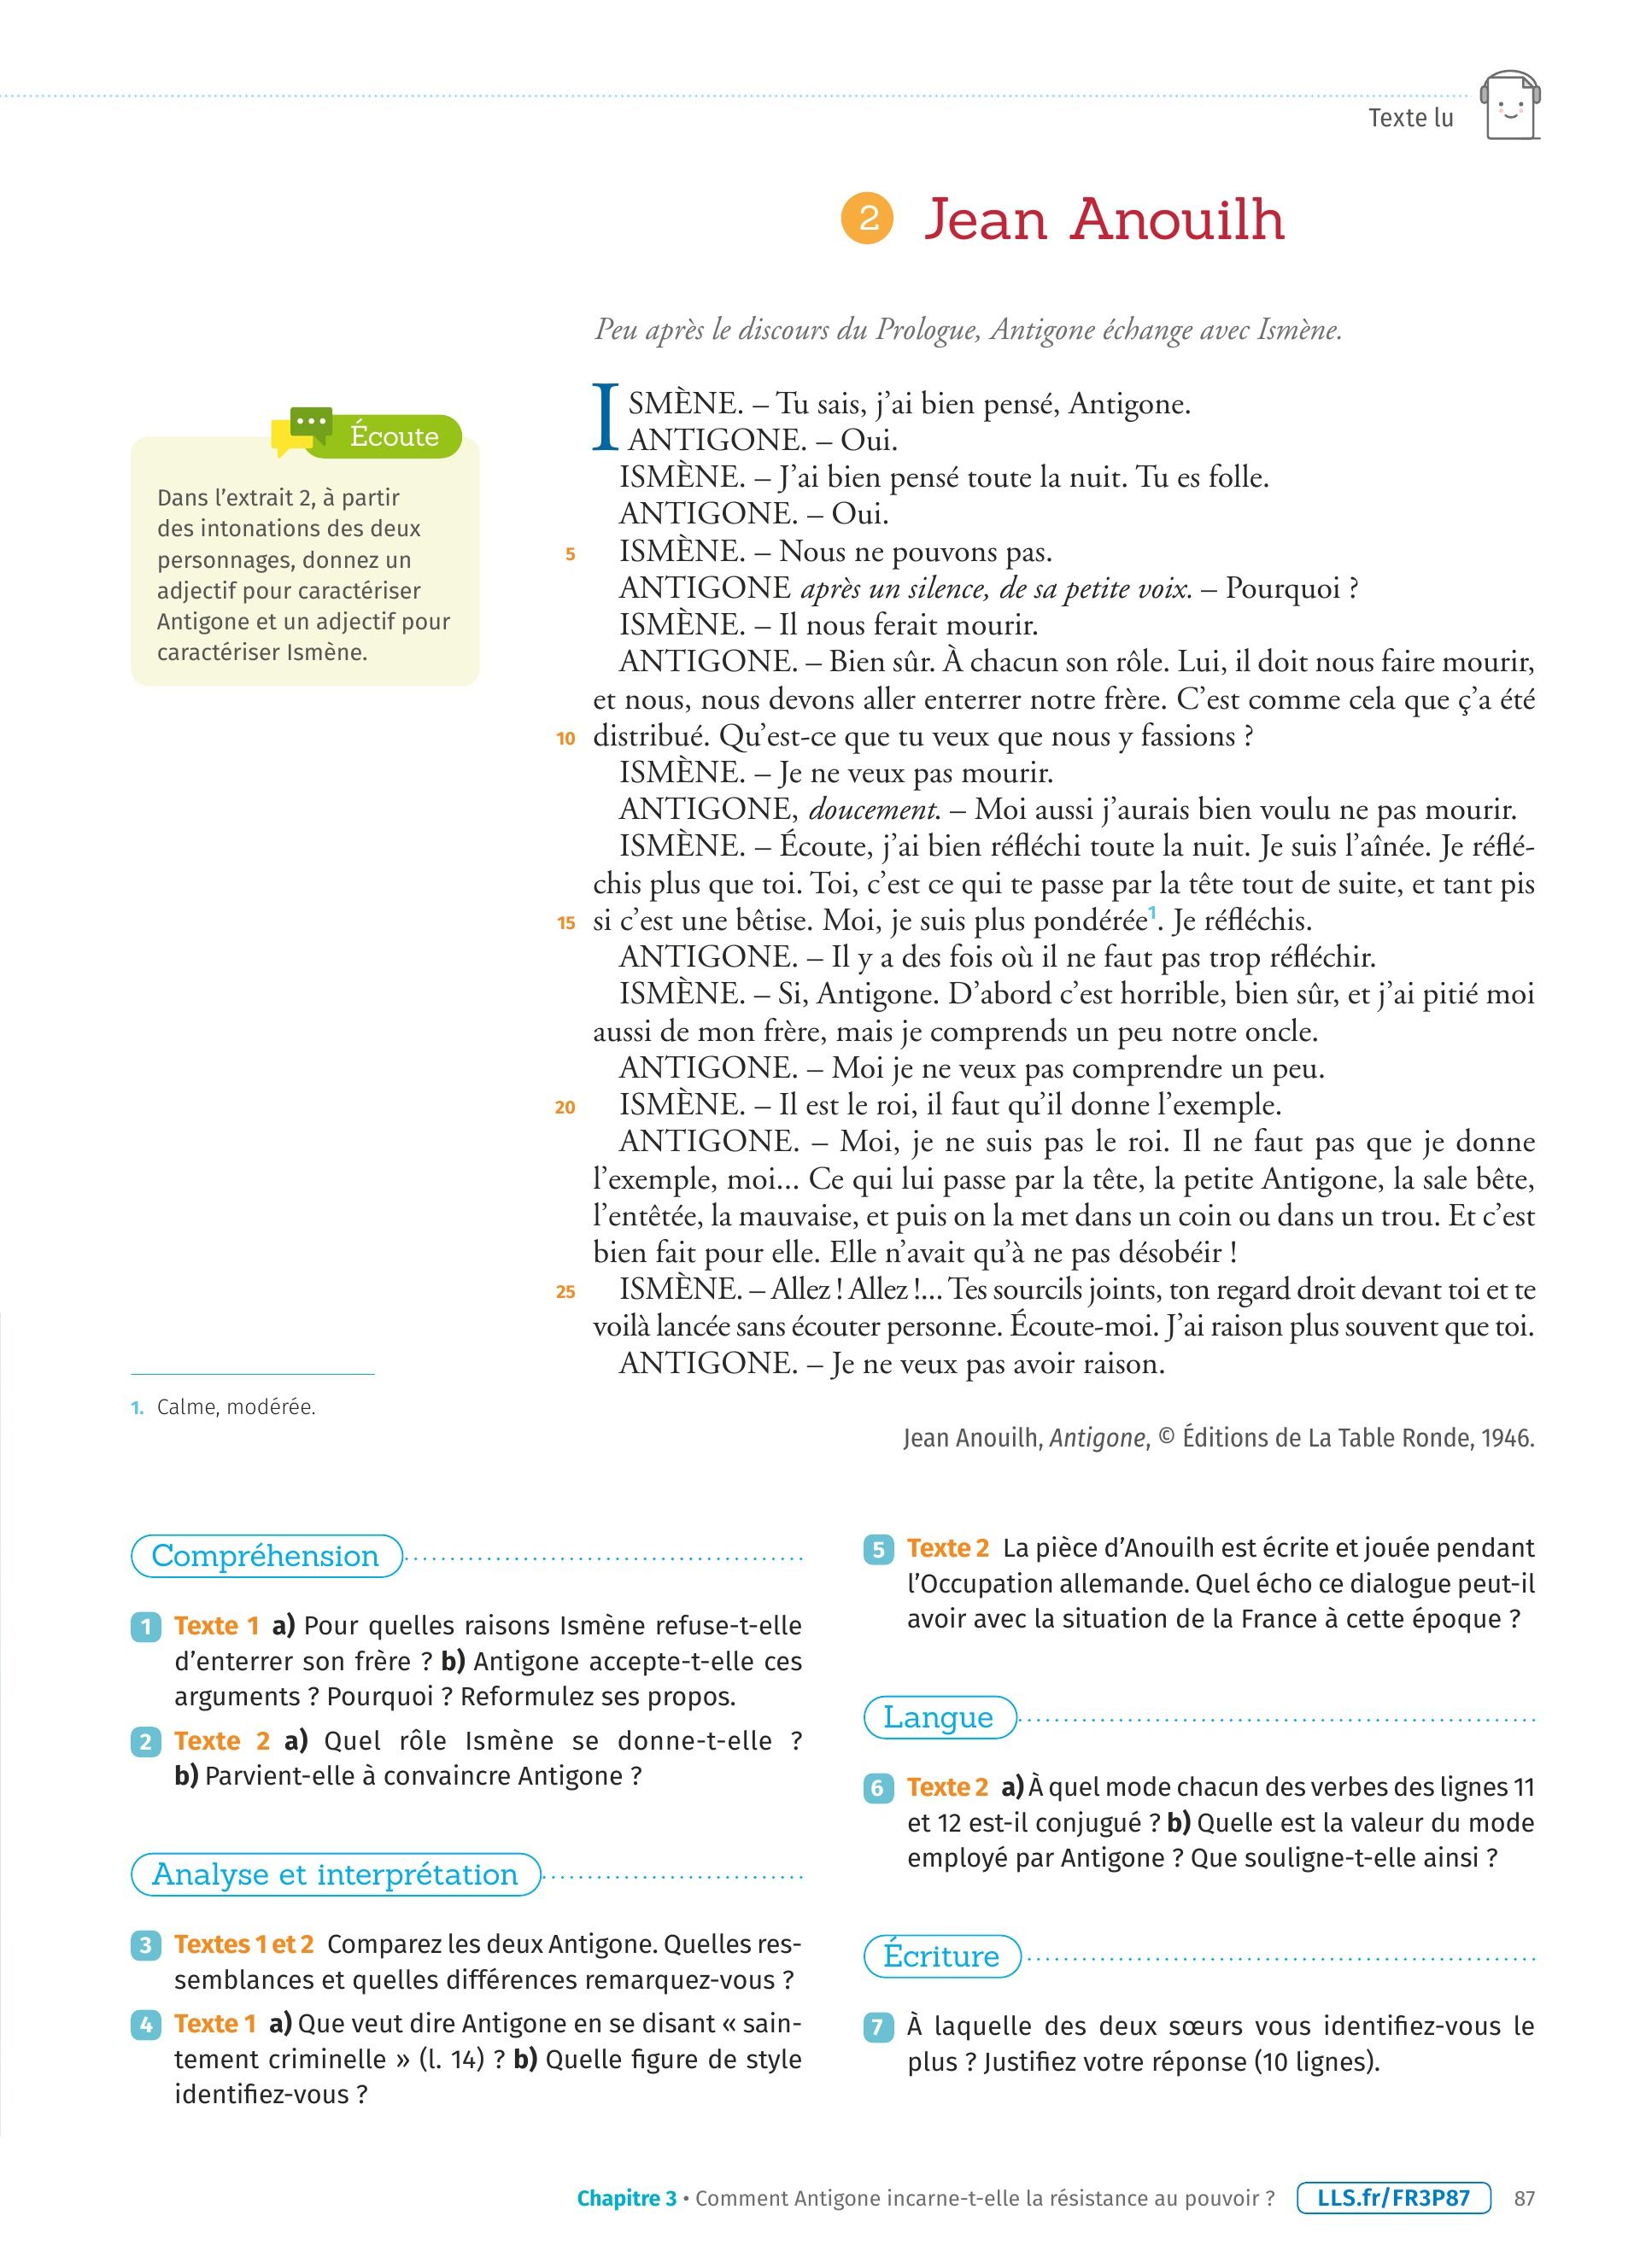 Texte lu
2 Jean Anouilh
Peu après le discours du Prologue, Antigone échange avec Ismène.
Écoute
Dans l'extrait 2, à partir
des intonations des deux
personnages, donnez un
adjectif pour caractériser
Antigone et un adjectif pour
caractériser Ismène.
ISMÈNE. – Tu sais, j'ai bien pensé, Antigone.
ANTIGONE. – Oui.
ISMÈNE. – J'ai bien pensé toute la nuit. Tu es folle.
ANTIGONE. – Oui.
5 ISMÈNE. – Nous ne pouvons pas.
ANTIGONE après un silence, de sa petite voix. – Pourquoi ?
ISMÈNE. – Il nous ferait mourir.
ANTIGONE. – Bien sûr. À chacun son rôle. Lui, il doit nous faire mourir,
et nous, nous devons aller enterrer notre frère. C'est comme cela que ç'a été
10 distribué. Qu'est-ce que tu veux que nous y fassions ?
ISMÈNE. – Je ne veux pas mourir.
ANTIGONE, doucement. – Moi aussi j'aurais bien voulu ne pas mourir.
ISMÈNE. – Écoute, j'ai bien réfléchi toute la nuit. Je suis l'aînée. Je réflé-
chis plus que toi. Toi, c'est ce qui te passe par la tête tout de suite, et tant pis
15 si c'est une bêtise. Moi, je suis plus pondérée1. Je réfléchis.
ANTIGONE. – Il y a des fois où il ne faut pas trop réfléchir.
ISMÈNE. – Si, Antigone. D'abord c'est horrible, bien sûr, et j'ai pitié moi
aussi de mon frère, mais je comprends un peu notre oncle.
ANTIGONE. – Moi je ne veux pas comprendre un peu.
20 ISMÈNE. – Il est le roi, il faut qu'il donne l'exemple.
ANTIGONE. – Moi, je ne suis pas le roi. Il ne faut pas que je donne
l'exemple, moi... Ce qui lui passe par la tête, la petite Antigone, la sale bête,
l'entêtée, la mauvaise, et puis on la met dans un coin ou dans un trou. Et c'est
bien fait pour elle. Elle n'avait qu'à ne pas désobéir !
25 ISMÈNE. – Allez ! Allez !... Tes sourcils joints, ton regard droit devant toi et te
voilà lancée sans écouter personne. Écoute-moi. J'ai raison plus souvent que toi.
ANTIGONE. – Je ne veux pas avoir raison.
1. Calme, modérée.
Jean Anouilh, Antigone, © Éditions de La Table Ronde, 1946.
Compréhension
1 Texte 1 a) Pour quelles raisons Ismène refuse-t-elle
d'enterrer son frère ? b) Antigone accepte-t-elle ces
arguments ? Pourquoi ? Reformulez ses propos.
2 Texte 2 a) Quel rôle Ismène se donne-t-elle ?
b) Parvient-elle à convaincre Antigone ?
Analyse et interprétation
3 Textes 1 et 2 Comparez les deux Antigone. Quelles res-
semblances et quelles différences remarquez-vous ?
4 Texte 1 a) Que veut dire Antigone en se disant « sain-
tement criminelle » (l. 14) ? b) Quelle figure de style
identifiez-vous ?
5 Texte 2 La pièce d'Anouilh est écrite et jouée pendant
l'Occupation allemande. Quel écho ce dialogue peut-il
avoir avec la situation de la France à cette époque ?
Langue
6 Texte 2 a) À quel mode chacun des verbes des lignes 11
et 12 est-il conjugué ? b) Quelle est la valeur du mode
employé par Antigone ? Que souligne-t-elle ainsi ?
Écriture
7 À laquelle des deux sœurs vous identifiez-vous le
plus ? Justifiez votre réponse (10 lignes).
Chapitre 3 • Comment Antigone incarne-t-elle la résistance au pouvoir ? LLS.fr/FR3P87 87